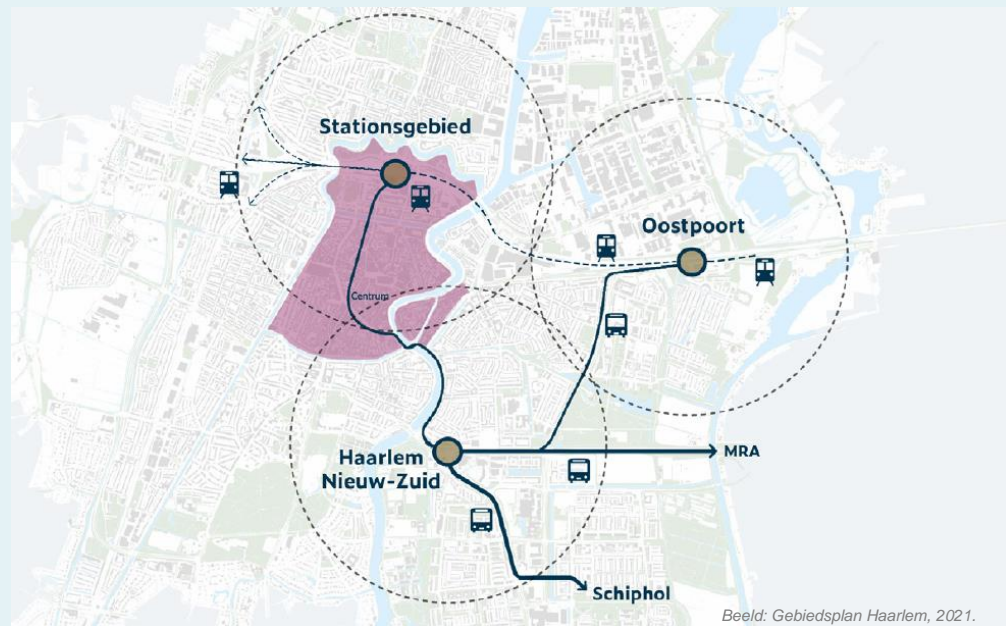 Stationsgebied
Oostpoort
Centrum
Haarlem
Nieuw-Zuid
MRA
Schiphol
Beeld: Gebiedsplan Haarlem, 2021.